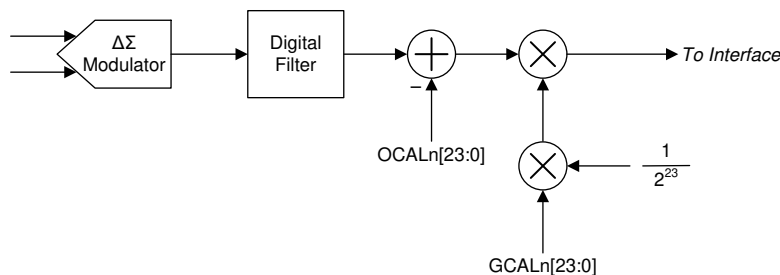 ΔΣ
Modulator
Digital
Filter
To Interface
−
OCALn[23:0]
1
2²³
GCALn[23:0]